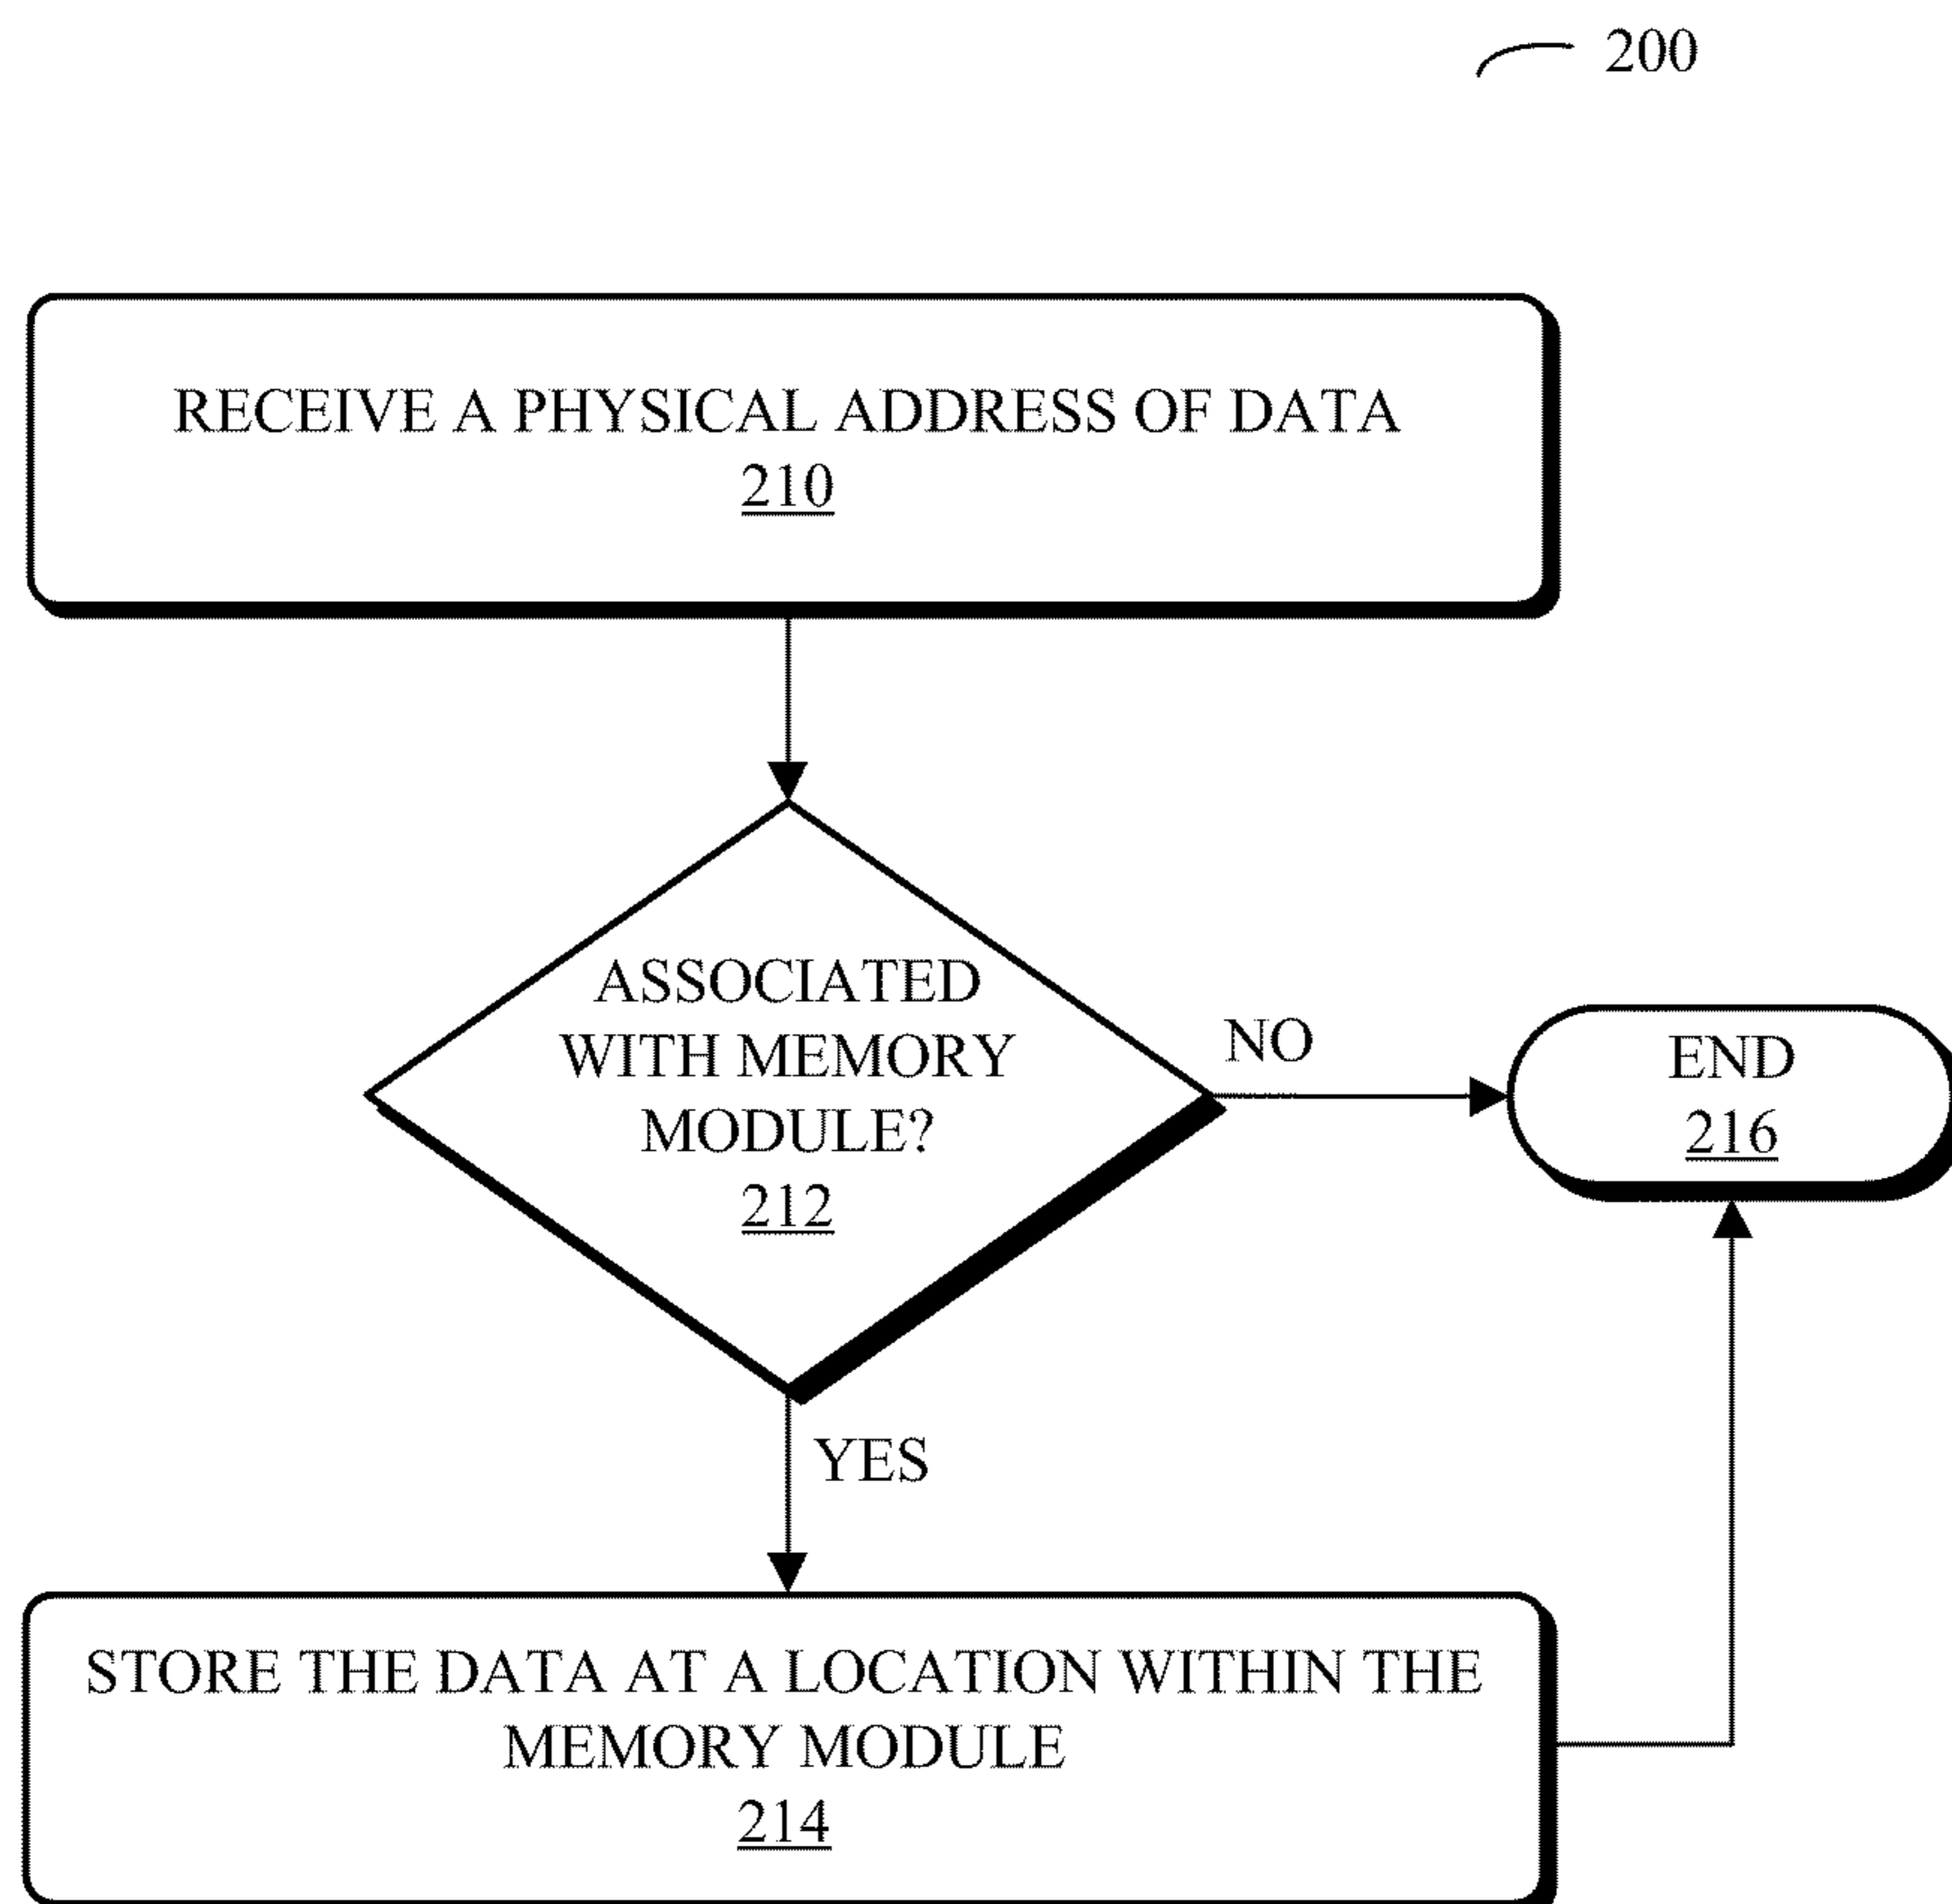 200
RECEIVE A PHYSICAL ADDRESS OF DATA
210
ASSOCIATED
WITH MEMORY
MODULE?
212
NO
END
216
YES
STORE THE DATA AT A LOCATION WITHIN THE
MEMORY MODULE
214